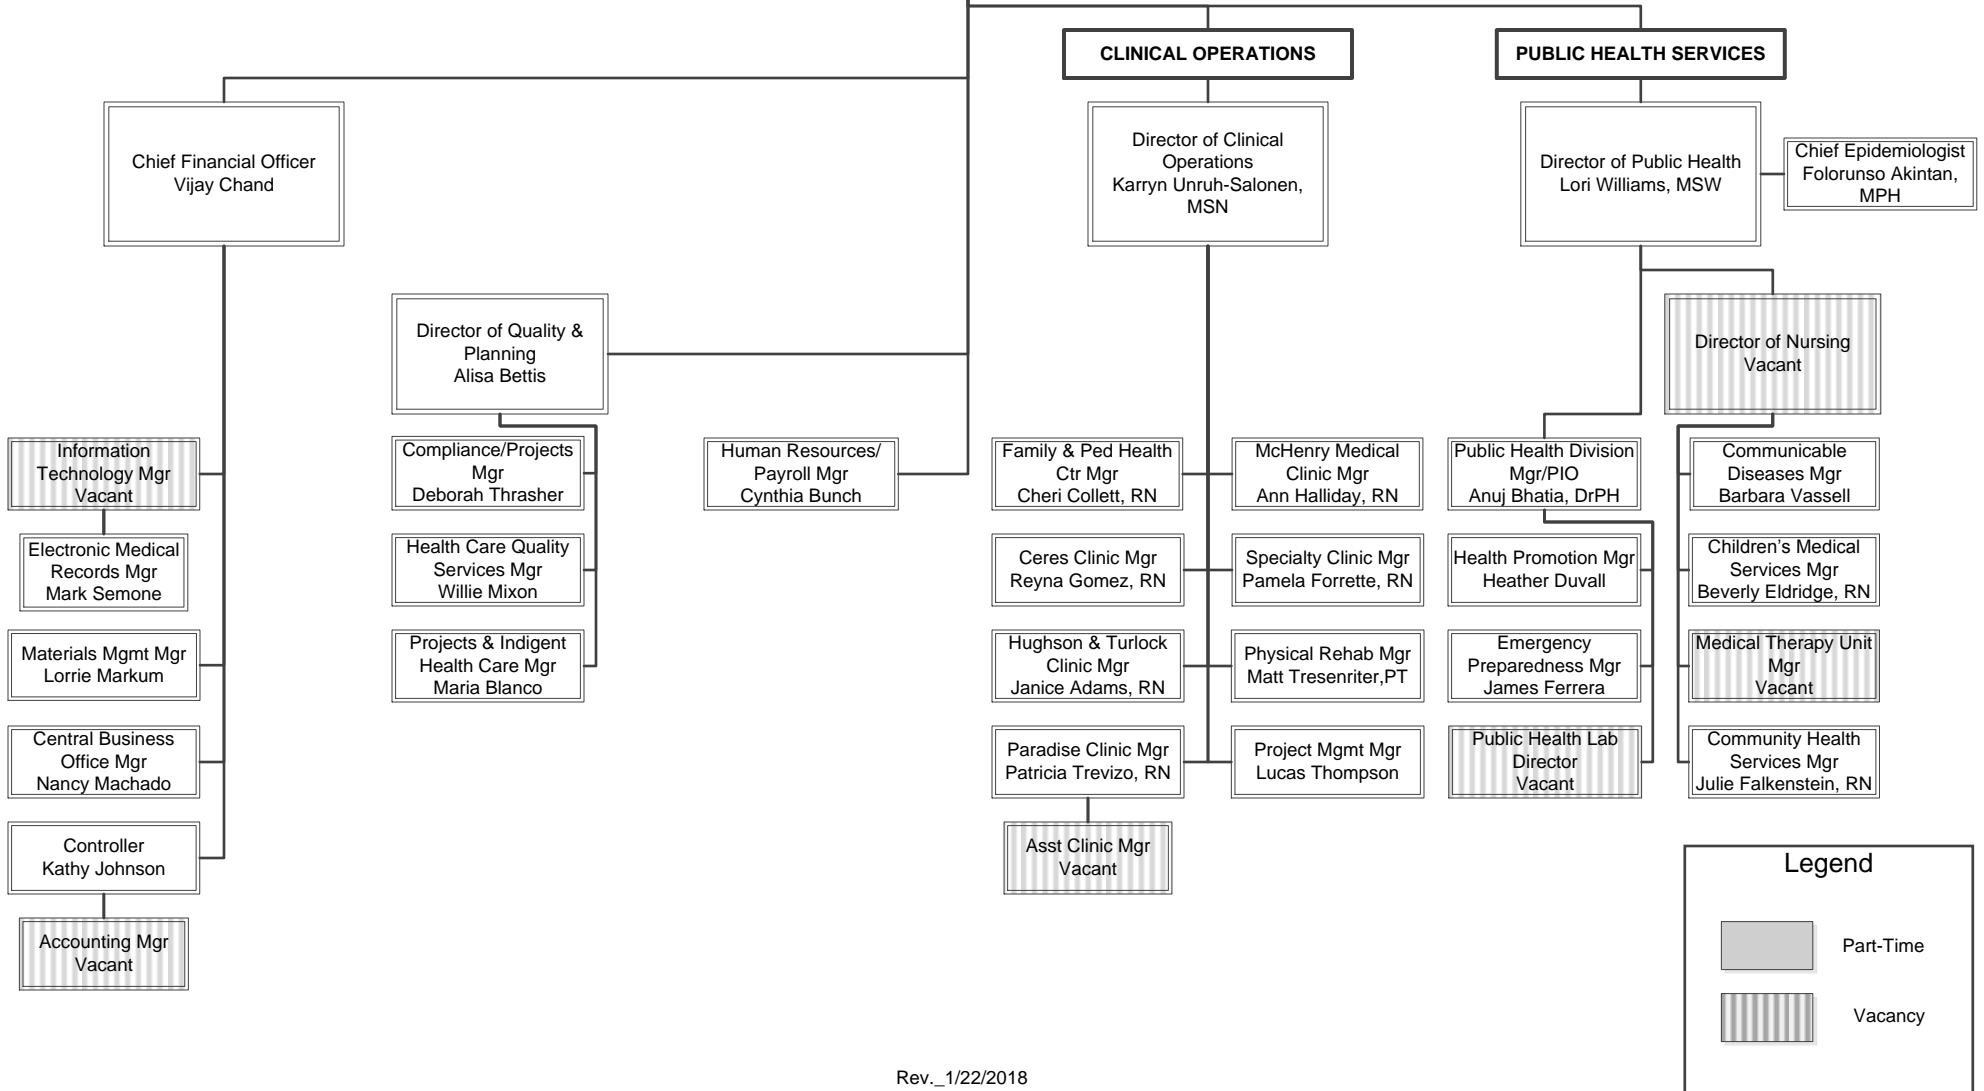 CLINICAL OPERATIONS
PUBLIC HEALTH SERVICES
Chief Financial Officer
Vijay Chand
Director of Clinical
Operations
Karryn Unruh-Salonen,
MSN
Director of Public Health
Lori Williams, MSW
Chief Epidemiologist
Folorunso Akintan,
MPH
Director of Quality &
Planning
Alisa Bettis
Director of Nursing
Vacant
Information
Technology Mgr
Vacant
Compliance/Projects
Mgr
Deborah Thrasher
Human Resources/
Payroll Mgr
Cynthia Bunch
Family & Ped Health
Ctr Mgr
Cheri Collett, RN
McHenry Medical
Clinic Mgr
Ann Halliday, RN
Public Health Division
Mgr/PIO
Anuj Bhatia, DrPH
Communicable
Diseases Mgr
Barbara Vassell
Electronic Medical
Records Mgr
Mark Semone
Health Care Quality
Services Mgr
Willie Mixon
Ceres Clinic Mgr
Reyna Gomez, RN
Specialty Clinic Mgr
Pamela Forrette, RN
Health Promotion Mgr
Heather Duvall
Children's Medical
Services Mgr
Beverly Eldridge, RN
Materials Mgmt Mgr
Lorrie Markum
Projects & Indigent
Health Care Mgr
Maria Blanco
Hughson & Turlock
Clinic Mgr
Janice Adams, RN
Physical Rehab Mgr
Matt Tresenriter,PT
Emergency
Preparedness Mgr
James Ferrera
Medical Therapy Unit
Mgr
Vacant
Central Business
Office Mgr
Nancy Machado
Paradise Clinic Mgr
Patricia Trevizo, RN
Project Mgmt Mgr
Lucas Thompson
Public Health Lab
Director
Vacant
Community Health
Services Mgr
Julie Falkenstein, RN
Controller
Kathy Johnson
Asst Clinic Mgr
Vacant
Accounting Mgr
Vacant
Legend
Part-Time
Vacancy
Rev._1/22/2018